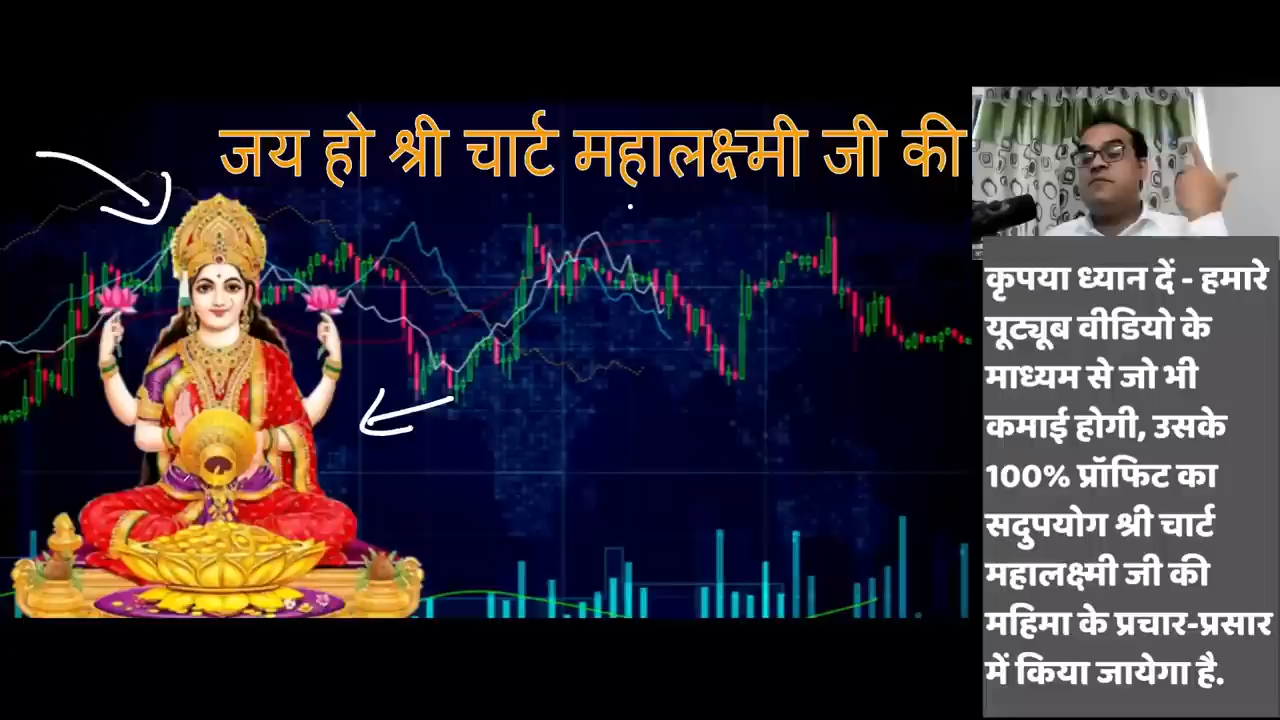 जय हो श्री चार्ट महालक्ष्मी जी की
कृपया ध्यान दें - हमारे
यूट्यूब वीडियो के
माध्यम से जो भी
कमाई होगी, उसके
100% प्रॉफिट का
सदुपयोग श्री चार्ट
महालक्ष्मी जी की
महिमा के प्रचार-प्रसार
में किया जायेगा है.